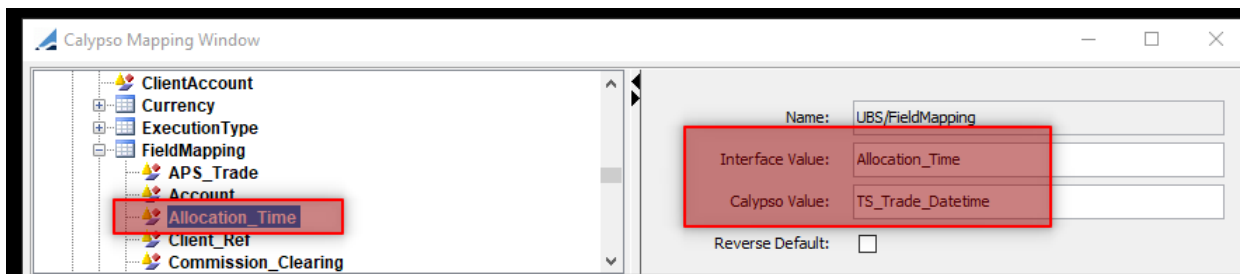 Calypso Mapping Window
ClientAccount
Currency
ExecutionType
FieldMapping
APS_Trade
Account
Allocation_Time
Client_Ref
Commission_Clearing
Name: UBS/FieldMapping
Interface Value: Allocation_Time
Calypso Value: TS_Trade_Datetime
Reverse Default: